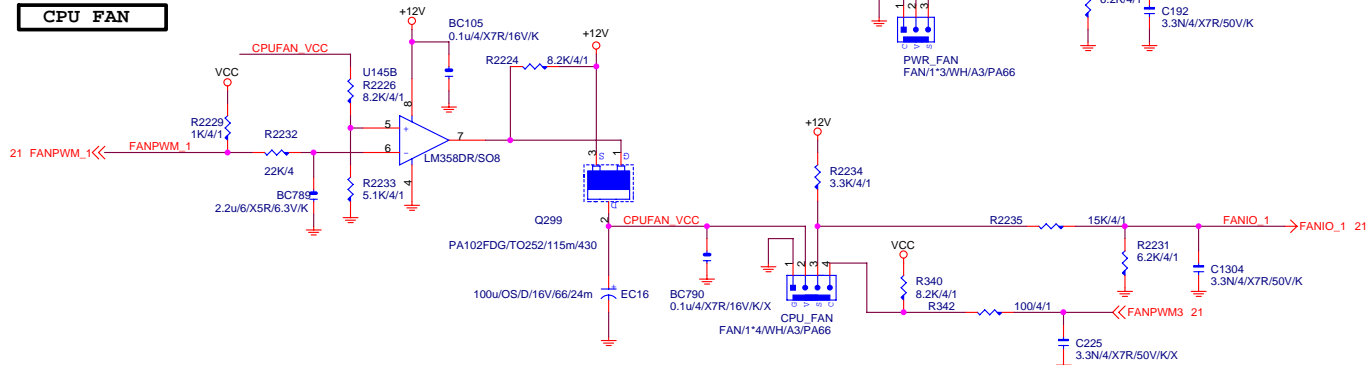 CPU FAN
+12V
BC105
0.1u/4/X7R/16V/K
+12V
CPUFAN_VCC
R2224
8.2K/4/1
VCC
U145B
R2226
8.2K/4/1
8
R2229
1K/4/1
R2232
5
+
7
21 FANPWM_1
FANPWM_1
6
-
LM358DR/SO8
22K/4
4
R2233
5.1K/4/1
BC789
2.2u/6/X5R/6.3V/K
3
S
1
G
D
2
Q299
CPUFAN_VCC
PA102FDG/TO252/115m/430
100u/OS/D/16V/66/24m
+
EC16
BC790
0.1u/4/X7R/16V/K/X
1
2
3
4
G
V
S
C
CPU_FAN
FAN/1*4/WH/A3/PA66
1
2
3
C
V
S
PWR_FAN
FAN/1*3/WH/A3/PA66
C192
3.3N/4/X7R/50V/K
+12V
R2234
3.3K/4/1
R2235
15K/4/1
FANIO_1
FANIO_1 21
VCC
R2231
6.2K/4/1
C1304
3.3N/4/X7R/50V/K
R340
8.2K/4/1
R342
100/4/1
FANPWM3 21
C225
3.3N/4/X7R/50V/K/X